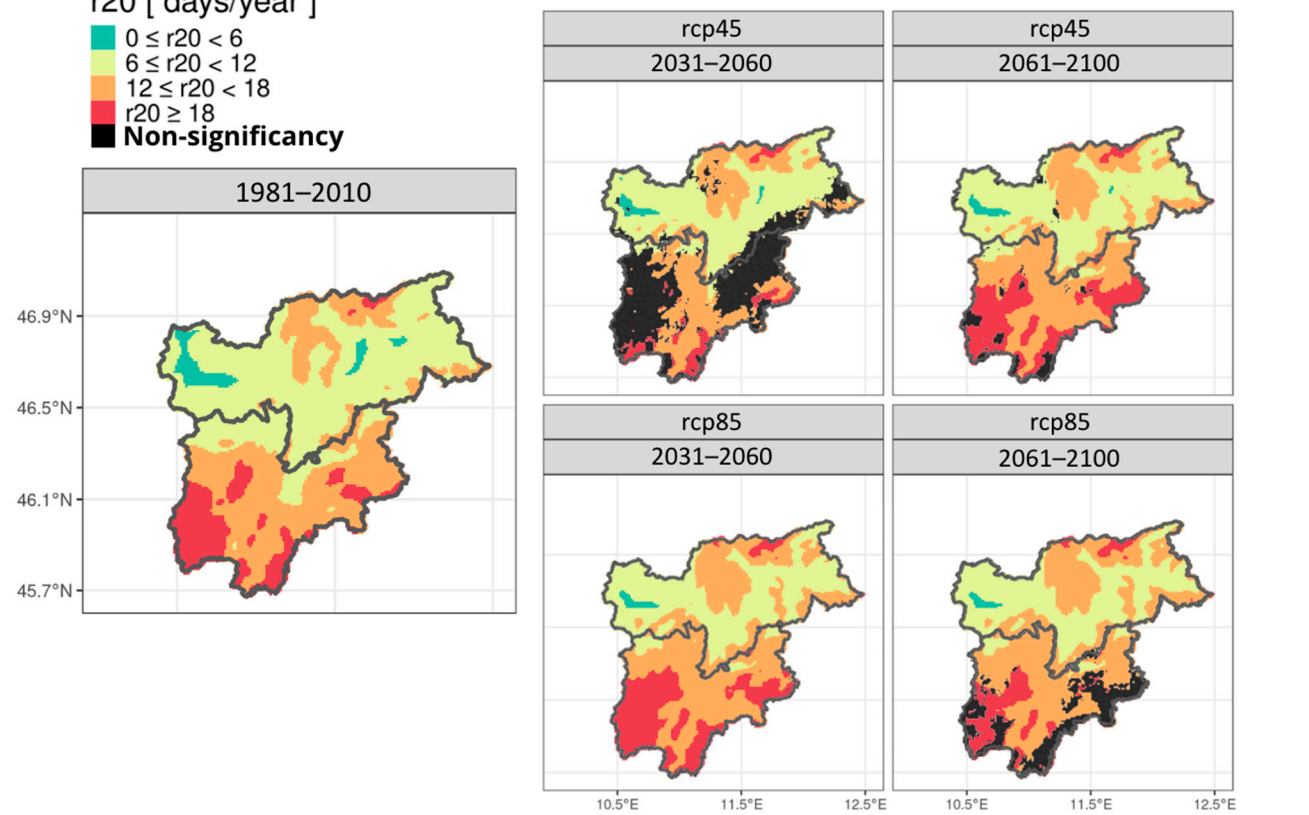 r20 [ days/year ]
0 ≤ r20 < 6
6 ≤ r20 < 12
12 ≤ r20 < 18
r20 ≥ 18
Non-significancy
1981–2010
46.9°N
46.5°N
46.1°N
45.7°N
rcp45
2031–2060
rcp45
2061–2100
rcp85
2031–2060
rcp85
2061–2100
10.5°E
11.5°E
12.5°E
10.5°E
11.5°E
12.5°E